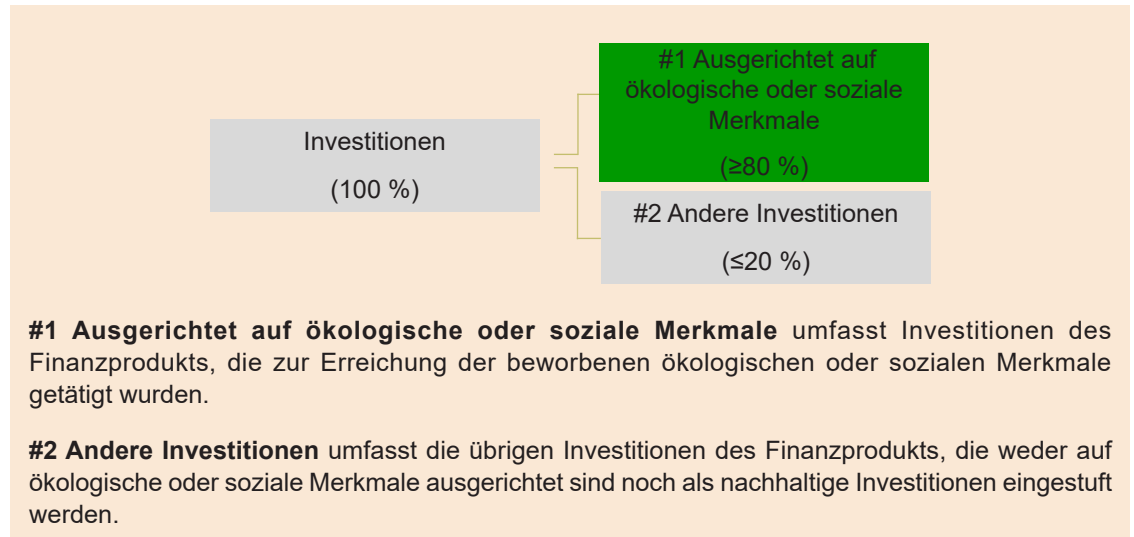 #1 Ausgerichtet auf
ökologische oder soziale
Merkmale
(≥80 %)
Investitionen
(100 %)
#2 Andere Investitionen
(≤20 %)
#1 Ausgerichtet auf ökologische oder soziale Merkmale umfasst Investitionen des
Finanzprodukts, die zur Erreichung der beworbenen ökologischen oder sozialen Merkmale
getätigt wurden.
#2 Andere Investitionen umfasst die übrigen Investitionen des Finanzprodukts, die weder auf
ökologische oder soziale Merkmale ausgerichtet sind noch als nachhaltige Investitionen eingestuft
werden.